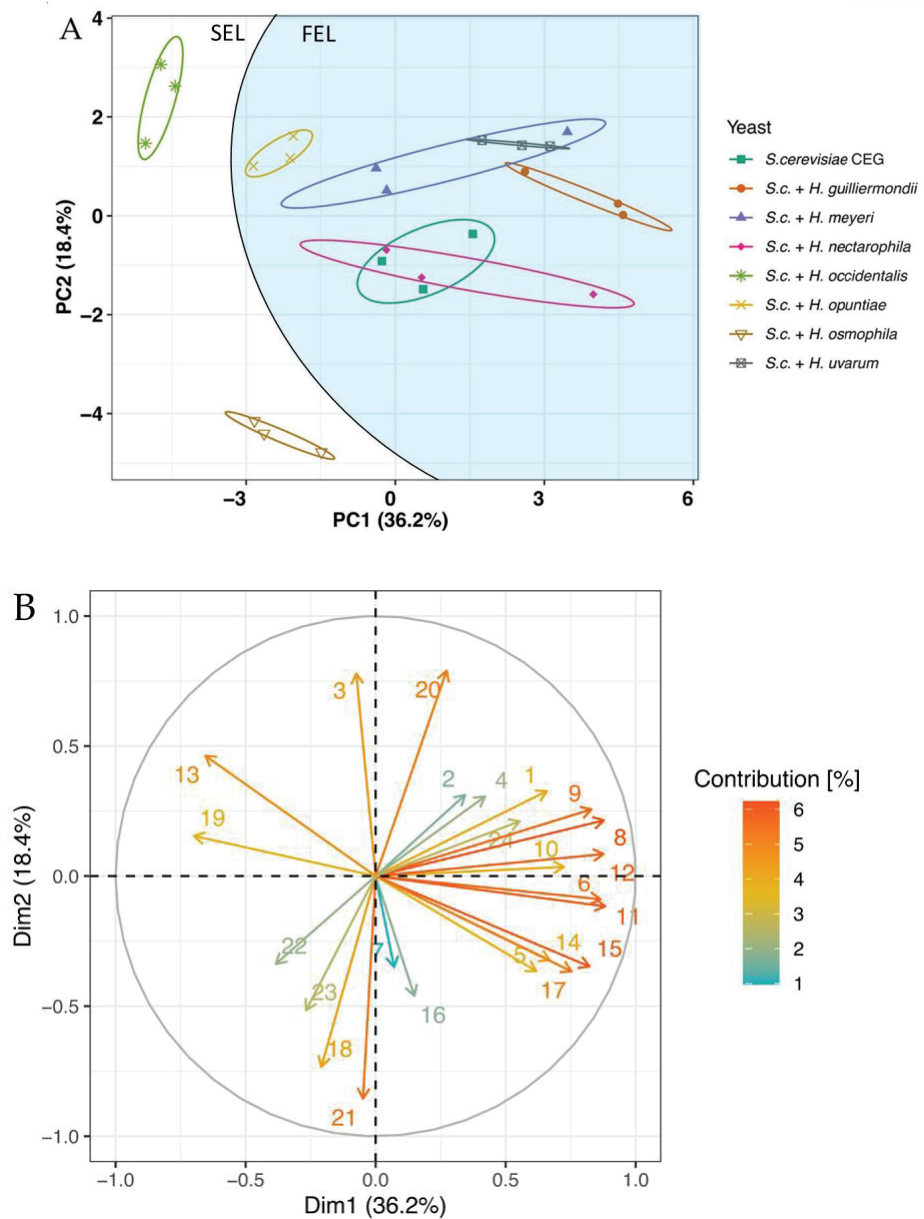 A
SEL
FEL
4
2
0
−2
−4
PC2 (18.4%)
−3
0
3
6
PC1 (36.2%)
Yeast
S.cerevisiae CEG
S.c. + H. guilliermondii
S.c. + H. meyeri
S.c. + H. nectarophila
S.c. + H. occidentalis
S.c. + H. opuntiae
S.c. + H. osmophila
S.c. + H. uvarum
B
1.0
0.5
0.0
−0.5
−1.0
Dim2 (18.4%)
3
20
13
19
2
4
1
9
8
24
10
12
6
11
22
7
5
14
15
23
17
16
18
21
−1.0
−0.5
0.0
0.5
1.0
Dim1 (36.2%)
Contribution [%]
6
5
4
3
2
1